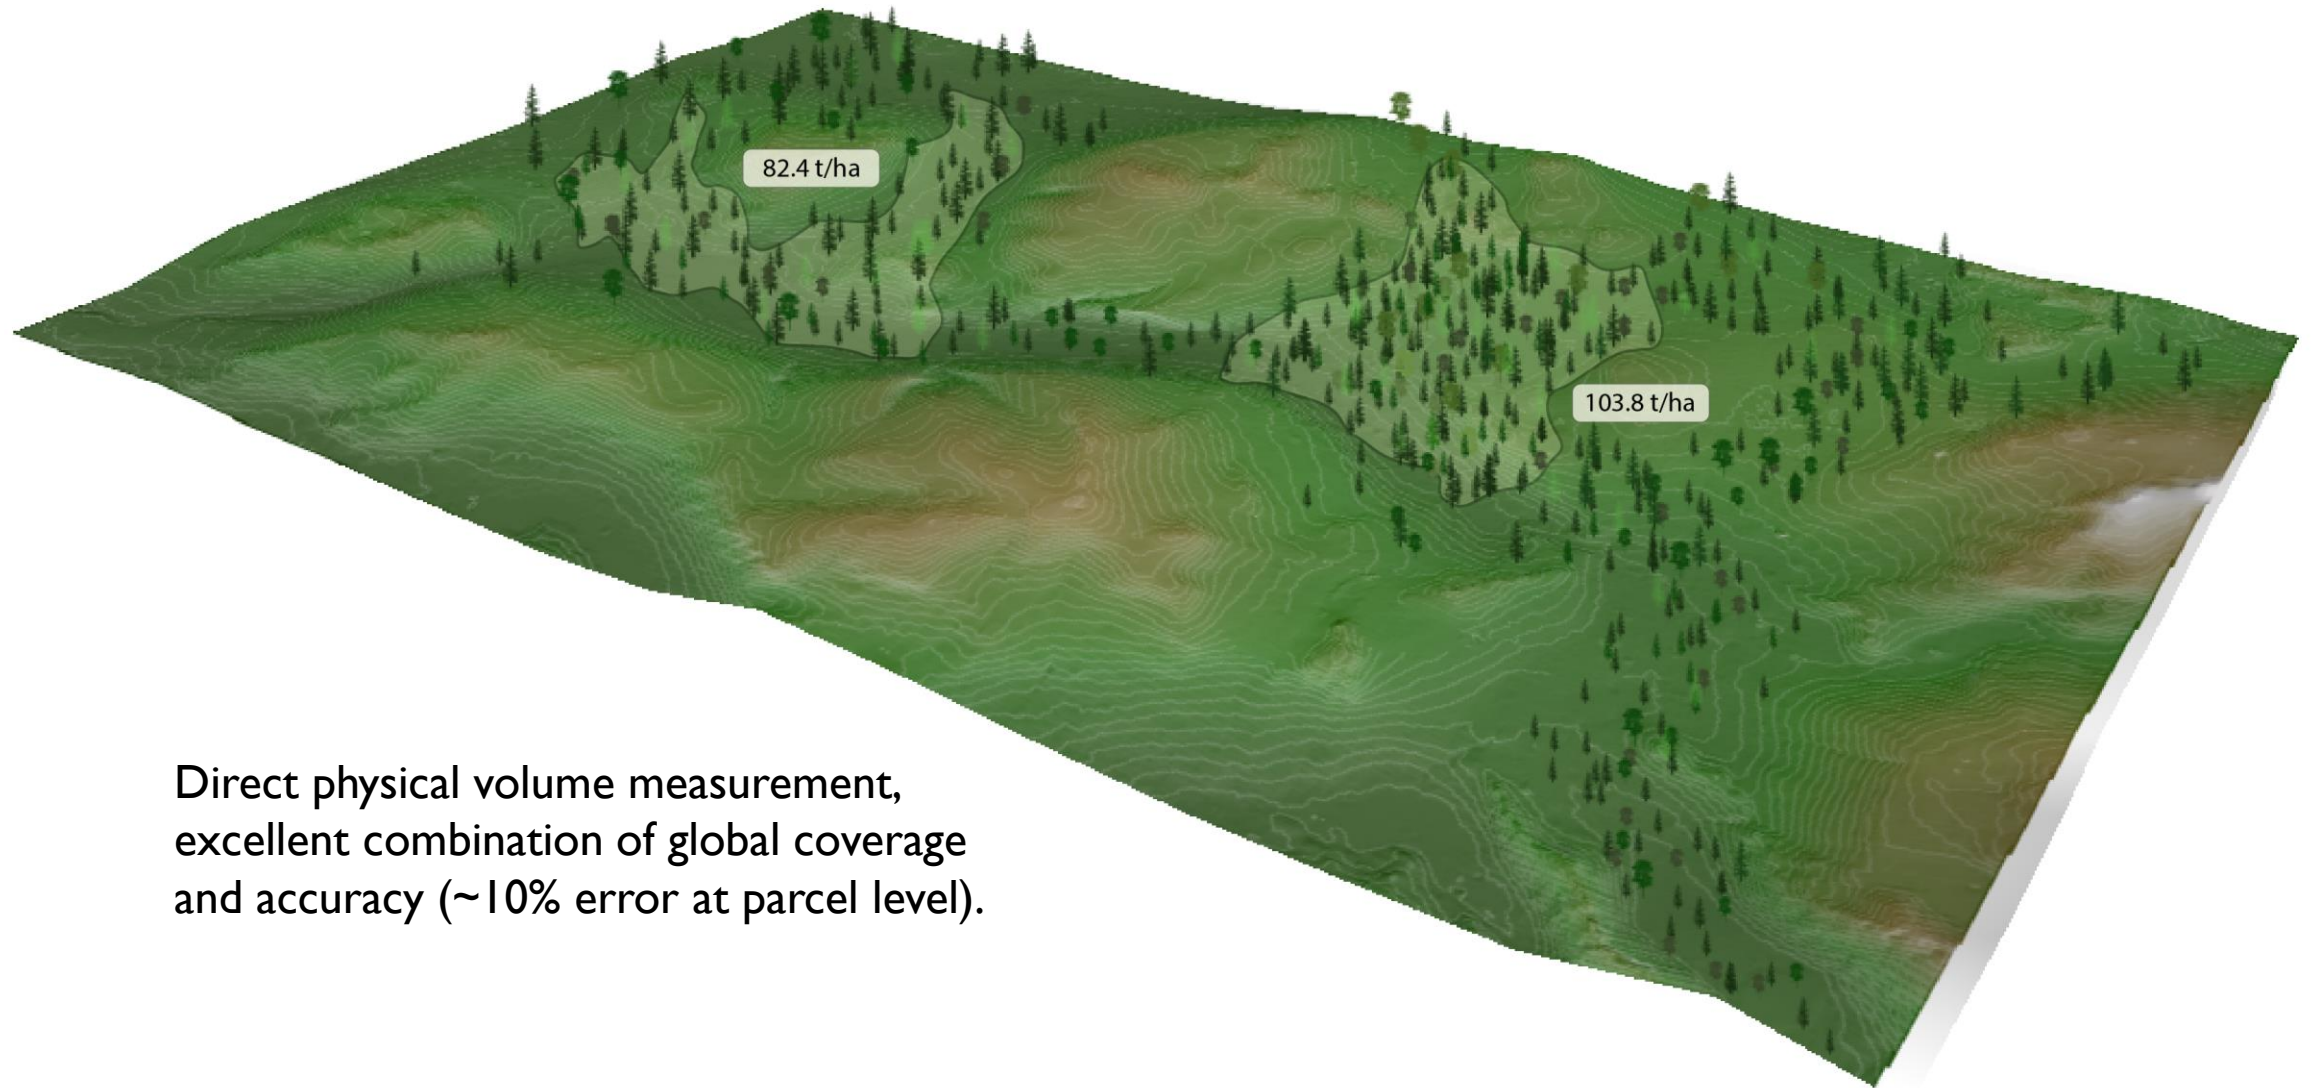 82.4 t/ha
103.8 t/ha
Direct physical volume measurement,
excellent combination of global coverage
and accuracy (~10% error at parcel level).